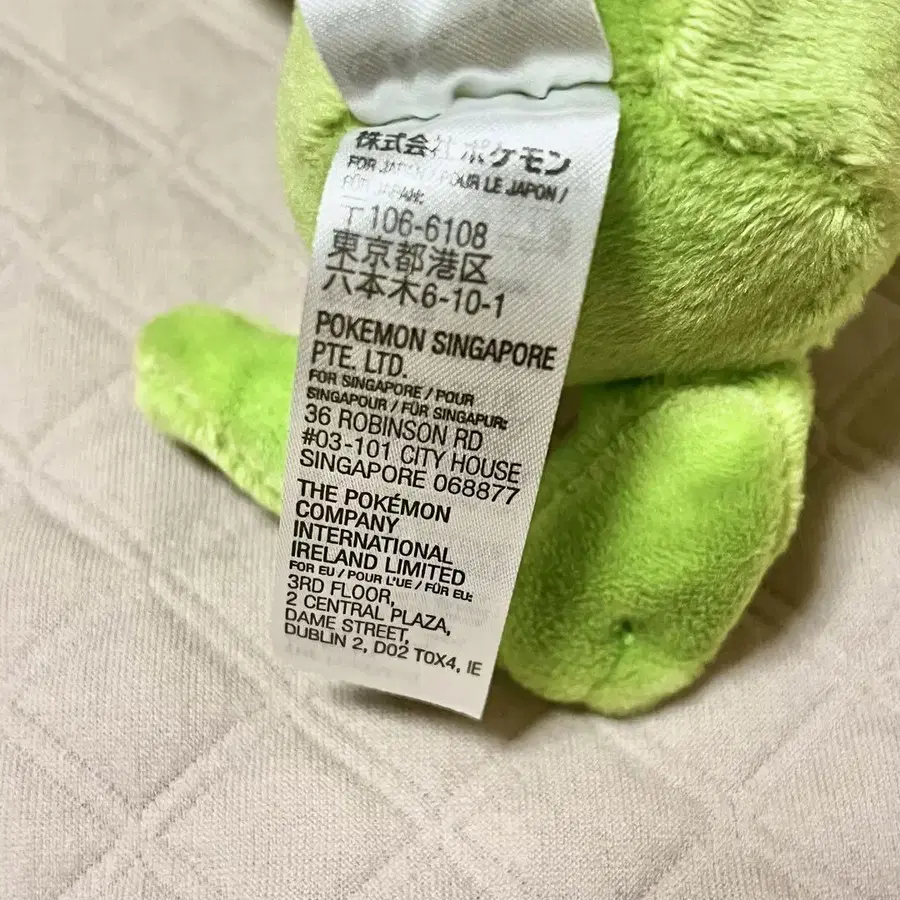 株式会社ポケモン
FOR JAPAN / POUR LE JAPON /
FÜR JAPAN:
〒106-6108
東京都港区
六本木6-10-1
POKEMON SINGAPORE
PTE. LTD.
FOR SINGAPORE / POUR
SINGAPOUR / FÜR SINGAPUR:
36 ROBINSON RD
#03-101 CITY HOUSE
SINGAPORE 068877
THE POKÉMON
COMPANY
INTERNATIONAL
IRELAND LIMITED
FOR EU / POUR L'UE / FÜR EU:
3RD FLOOR,
2 CENTRAL PLAZA,
DAME STREET,
DUBLIN 2, D02 T0X4, IE